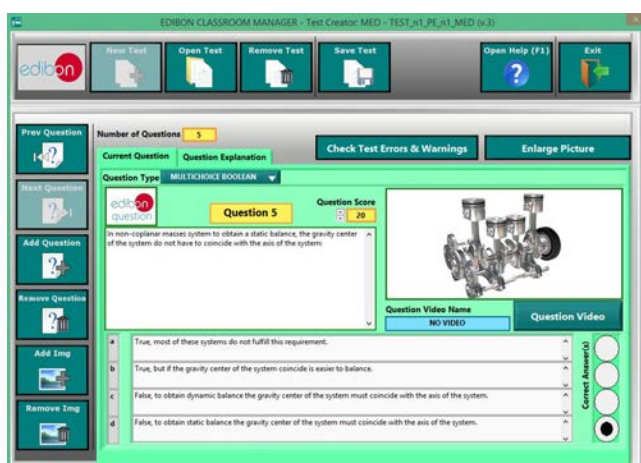 EDIBON CLASSROOM MANAGER - Test Creator: MED - TEST_n1_PE_n1_MED (v.3)
edibon
New Test
Open Test
Remove Test
Save Test
Open Help (F1)
Exit
Prev Question
Number of Questions 5
Check Test Errors & Warnings
Enlarge Picture
Current Question
Question Explanation
Question Type MULTICHOICE BOOLEAN
Next Question
edibon
question
Question 5
Question Score
20
In non-coplanar masses system to obtain a static balance, the gravity center
of the system do not have to coincide with the axis of the system:
Add Question
Remove Question
Question Video Name
NO VIDEO
Question Video
Add Img
a True, most of these systems do not fulfill this requirement.
b True, but if the gravity center of the system coincide is easier to balance.
c False, to obtain dynamic balance the gravity center of the system must coincide with the axis of the system.
d False, to obtain static balance the gravity center of the system must coincide with the axis of the system.
Correct Answer(s)
Remove Img